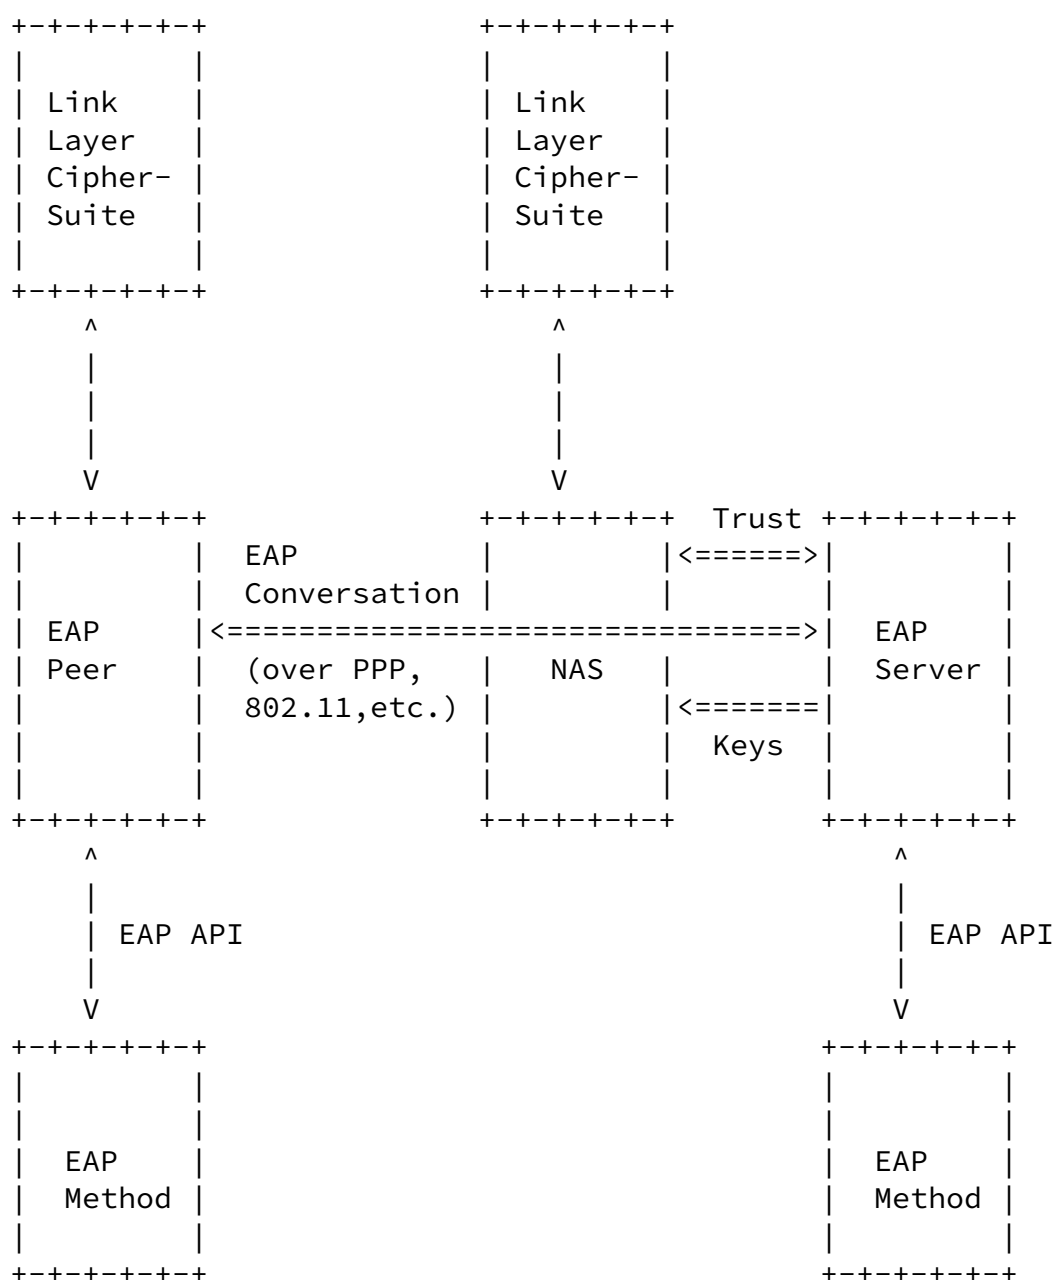 +-+-+-+-+-+ +-+-+-+-+-+
| | | |
| Link | | Link |
| Layer | | Layer |
| Cipher- | | Cipher- |
| Suite | | Suite |
| | | |
+-+-+-+-+-+ +-+-+-+-+-+
^ ^
| |
| |
| |
V V
+-+-+-+-+-+ +-+-+-+-+-+ Trust +-+-+-+-+-+
| | EAP | |<======>| |
| | Conversation | | | |
| EAP |<================================>| EAP |
| Peer | (over PPP, | NAS | | Server |
| | 802.11,etc.) | |<=======| |
| | | | Keys | |
| | | | | |
+-+-+-+-+-+ +-+-+-+-+-+ +-+-+-+-+-+
^ ^
| |
| EAP API | EAP API
| |
V V
+-+-+-+-+-+ +-+-+-+-+-+
| | | |
| | | |
| EAP | | EAP |
| Method | | Method |
| | | |
+-+-+-+-+-+ +-+-+-+-+-+